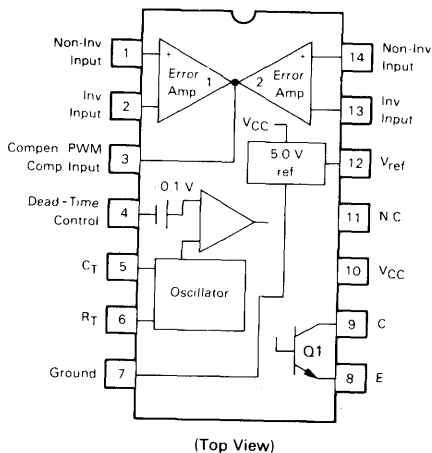 Non-Inv
Input
1
Inv
Input
2
Compen PWM
Comp Input
3
Dead-Time
Control
4
CT
5
RT
6
Ground
7
+
Error
Amp
1
2
+
Error
Amp
VCC
5.0 V
ref
0.1 V
Oscillator
Q1
14
Non-Inv
Input
13
Inv
Input
12
Vref
11
N.C
10
VCC
9
C
8
E
(Top View)